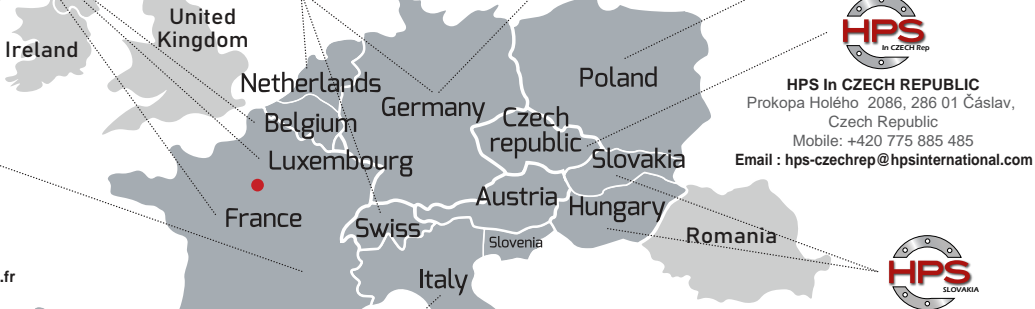 United
Kingdom
Ireland
Netherlands
Belgium
Luxembourg
Germany
Poland
Czech
republic
Slovakia
Austria
Hungary
France
Swiss
Slovenia
Romania
Italy
.fr
HPS
In CZECH Rep
HPS In CZECH REPUBLIC
Prokopa Holého 2086, 286 01 Čáslav,
Czech Republic
Mobile: +420 775 885 485
Email : hps-czechrep@hpsinternational.com
HPS
SLOVAKIA